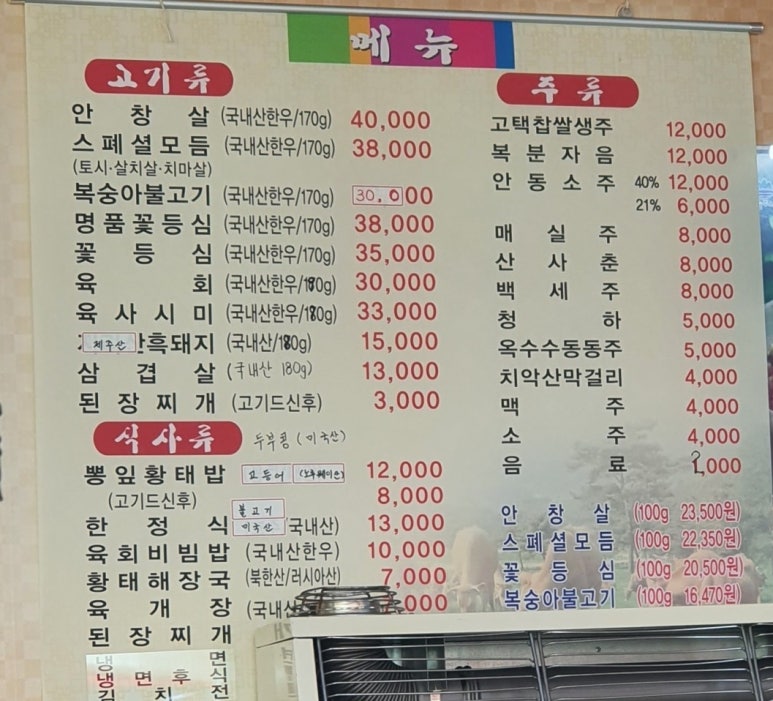 메뉴
고기류
안창살 (국내산한우/170g) 40,000
스페셜모듬 (국내산한우/170g) 38,000
(토시·살치살·치마살)
복숭아불고기 (국내산한우/170g) 30,000
명품꽃등심 (국내산한우/170g) 38,000
꽃등심 (국내산한우/170g) 35,000
육회 (국내산한우/180g) 30,000
육사시미 (국내산한우/180g) 33,000
제주산 흑돼지 (국내산/180g) 15,000
삼겹살 (국내산 180g) 13,000
된장찌개 (고기드신후) 3,000
식사류 두부콩 (미국산)
뽕잎황태밥 고등어 (노루웨이산) 12,000
(고기드신후) 8,000
한정식 불고기 미국산 국내산) 13,000
육회비빔밥 (국내산한우) 10,000
황태해장국 (북한산/러시아산) 7,000
육개장 (국내산 ,000
된장찌개
냉면
냉면후식
김치전
주류
고택찹쌀생주 12,000
복분자음 12,000
안동소주 40% 12,000
21% 6,000
매실주 8,000
산사춘 8,000
백세주 8,000
청하 5,000
옥수수동동주 5,000
치악산막걸리 4,000
맥주 4,000
소주 4,000
음료 2,000
안창살 (100g 23,500원)
스페셜모듬 (100g 22,350원)
꽃등심 (100g 20,500원)
복숭아불고기 (100g 16,470원)